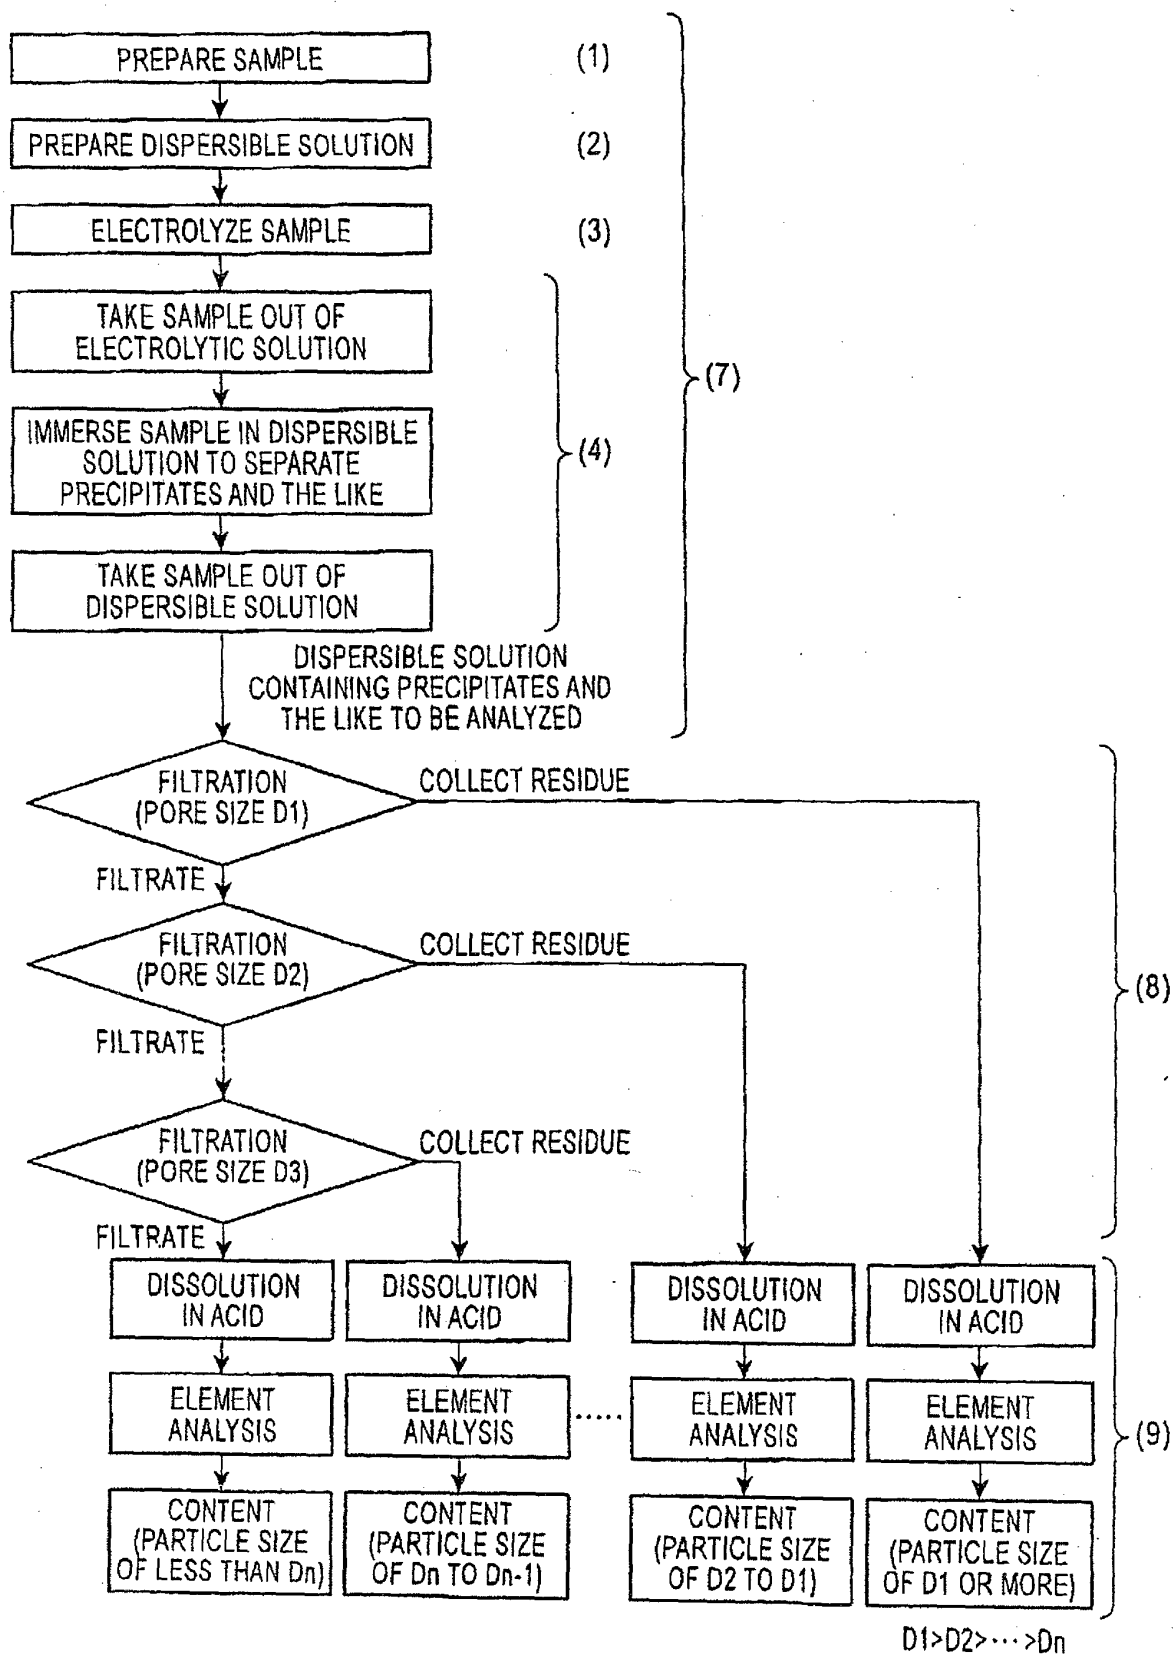 PREPARE SAMPLE
(1)
PREPARE DISPERSIBLE SOLUTION
(2)
ELECTROLYZE SAMPLE
(3)
TAKE SAMPLE OUT OF
ELECTROLYTIC SOLUTION
IMMERSE SAMPLE IN DISPERSIBLE
SOLUTION TO SEPARATE
PRECIPITATES AND THE LIKE
TAKE SAMPLE OUT OF
DISPERSIBLE SOLUTION
(4)
(7)
DISPERSIBLE SOLUTION
CONTAINING PRECIPITATES AND
THE LIKE TO BE ANALYZED
FILTRATION
(PORE SIZE D1)
COLLECT RESIDUE
FILTRATE
FILTRATION
(PORE SIZE D2)
COLLECT RESIDUE
FILTRATE
FILTRATION
(PORE SIZE D3)
COLLECT RESIDUE
FILTRATE
(8)
DISSOLUTION
IN ACID
ELEMENT
ANALYSIS
CONTENT
(PARTICLE SIZE
OF LESS THAN Dn)
DISSOLUTION
IN ACID
ELEMENT
ANALYSIS
CONTENT
(PARTICLE SIZE
OF Dn TO Dn-1)
.....
DISSOLUTION
IN ACID
ELEMENT
ANALYSIS
CONTENT
(PARTICLE SIZE
OF D2 TO D1)
DISSOLUTION
IN ACID
ELEMENT
ANALYSIS
CONTENT
(PARTICLE SIZE
OF D1 OR MORE)
(9)
D1>D2>····>Dn